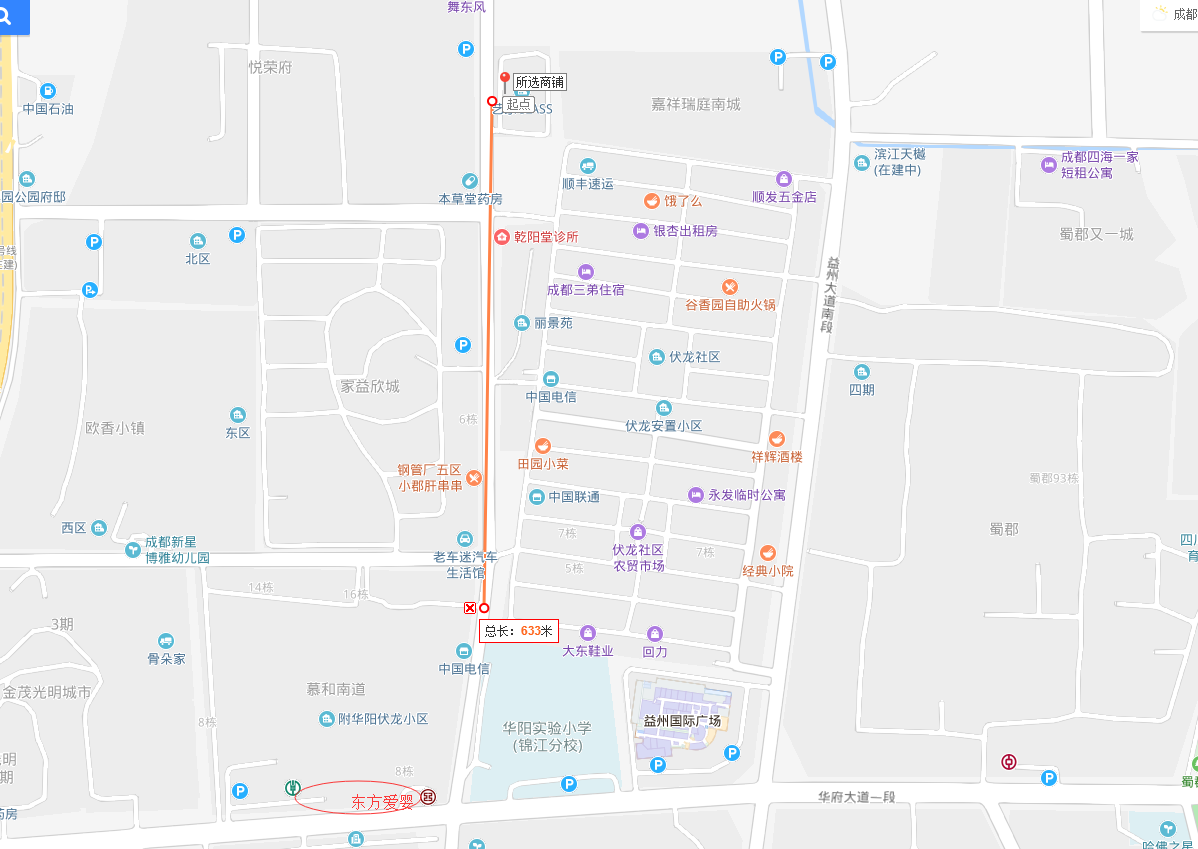 舞东风
成都
悦荣府
所选商铺
起点
中国石油
嘉祥瑞庭南城
滨江天樾
(在建中)
成都四海一家
短租公寓
顺丰速运
本草堂药房
顺发五金店
饿了么
园公园府邸
银杏出租房
乾阳堂诊所
蜀郡又一城
北区
成都三弟住宿
益州大道南段
谷香园自助火锅
丽景苑
伏龙社区
家益欣城
中国电信
四期
6栋
伏龙安置小区
欧香小镇
东区
祥辉酒楼
田园小菜
钢管厂五区
小郡肝串串
蜀郡93栋
中国联通
永发临时公寓
西区
蜀郡
7栋
成都新星
博雅幼儿园
老车迷汽车
生活馆
伏龙社区
农贸市场
7栋
5栋
经典小院
14栋
16栋
3期
总长：633米
骨朵家
大东鞋业
回力
中国电信
金茂光明城市
慕和南道
附华阳伏龙小区
8栋
华阳实验小学
(锦江分校)
益州国际广场
8栋
东方爱婴
华府大道一段
药房
哈佛之星